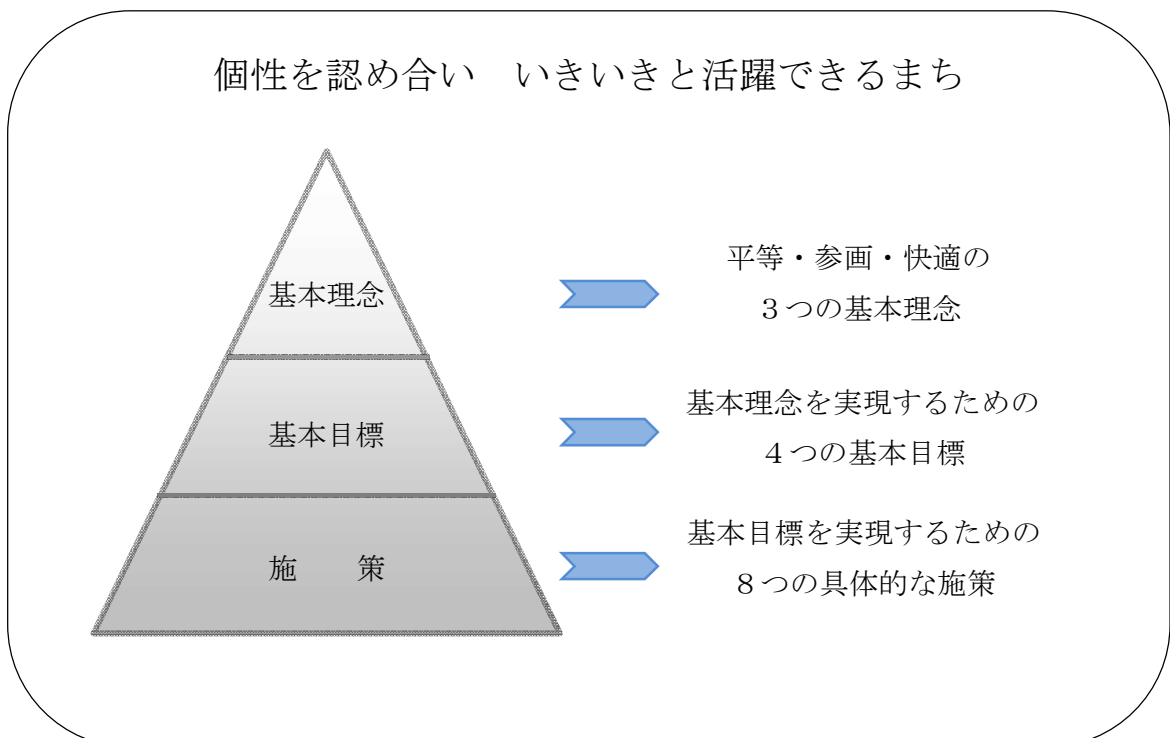 個性を認め合い　いきいきと活躍できるまち
基本理念
平等・参画・快適の
３つの基本理念
基本目標
基本理念を実現するための
４つの基本目標
施　　策
基本目標を実現するための
８つの具体的な施策